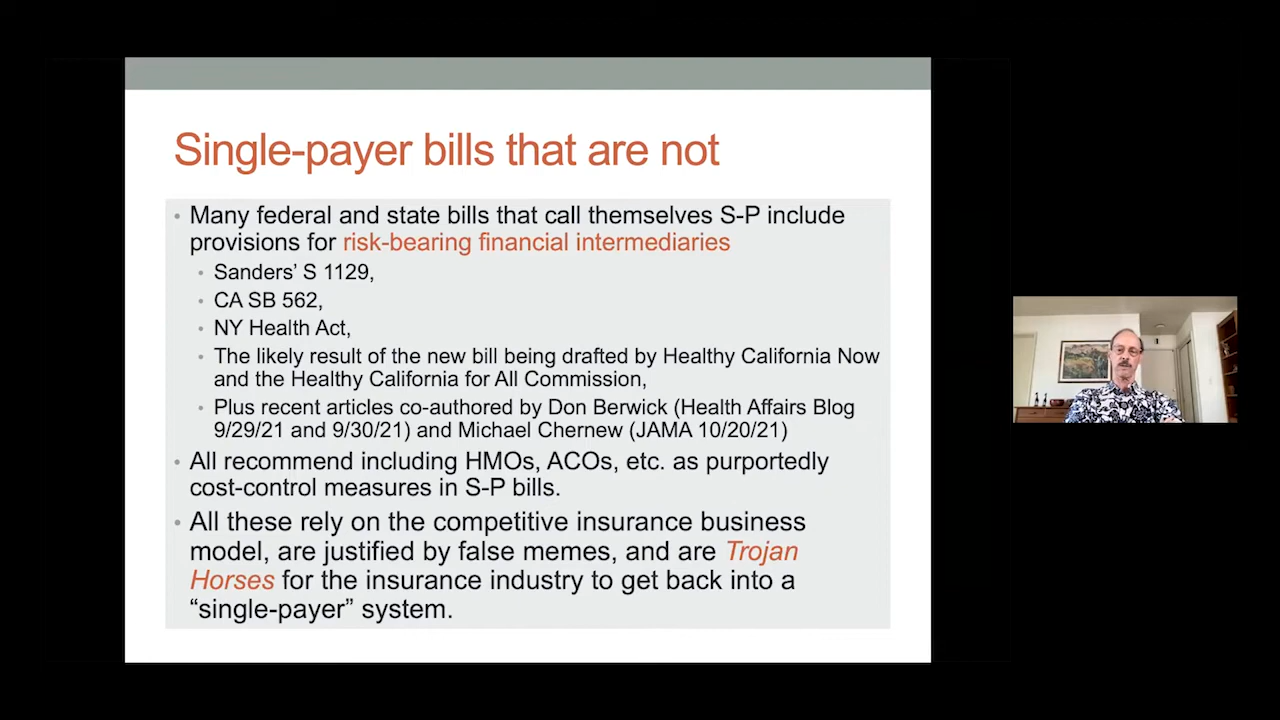 Single-payer bills that are not
• Many federal and state bills that call themselves S-P include
provisions for risk-bearing financial intermediaries
• Sanders’ S 1129,
• CA SB 562,
• NY Health Act,
• The likely result of the new bill being drafted by Healthy California Now
and the Healthy California for All Commission,
• Plus recent articles co-authored by Don Berwick (Health Affairs Blog
9/29/21 and 9/30/21) and Michael Chernew (JAMA 10/20/21)
• All recommend including HMOs, ACOs, etc. as purportedly
cost-control measures in S-P bills.
• All these rely on the competitive insurance business
model, are justified by false memes, and are Trojan
Horses for the insurance industry to get back into a
“single-payer” system.